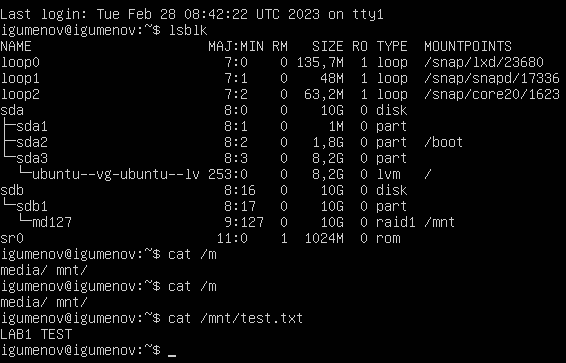 Last login: Tue Feb 28 08:42:22 UTC 2023 on tty1
igumenov@igumenov:~$ lsblk
NAME                      MAJ:MIN RM   SIZE RO TYPE  MOUNTPOINTS
loop0                       7:0    0 135,7M  1 loop  /snap/lxd/23680
loop1                       7:1    0    48M  1 loop  /snap/snapd/17336
loop2                       7:2    0  63,2M  1 loop  /snap/core20/1623
sda                         8:0    0    10G  0 disk
├─sda1                      8:1    0     1M  0 part
├─sda2                      8:2    0   1,8G  0 part  /boot
└─sda3                      8:3    0   8,2G  0 part
  └─ubuntu--vg-ubuntu--lv 253:0    0   8,2G  0 lvm   /
sdb                         8:16   0    10G  0 disk
└─sdb1                      8:17   0    10G  0 part
  └─md127                   9:127  0    10G  0 raid1 /mnt
sr0                        11:0    1  1024M  0 rom
igumenov@igumenov:~$ cat /m
media/ mnt/
igumenov@igumenov:~$ cat /m
media/ mnt/
igumenov@igumenov:~$ cat /mnt/test.txt
LAB1 TEST
igumenov@igumenov:~$ _